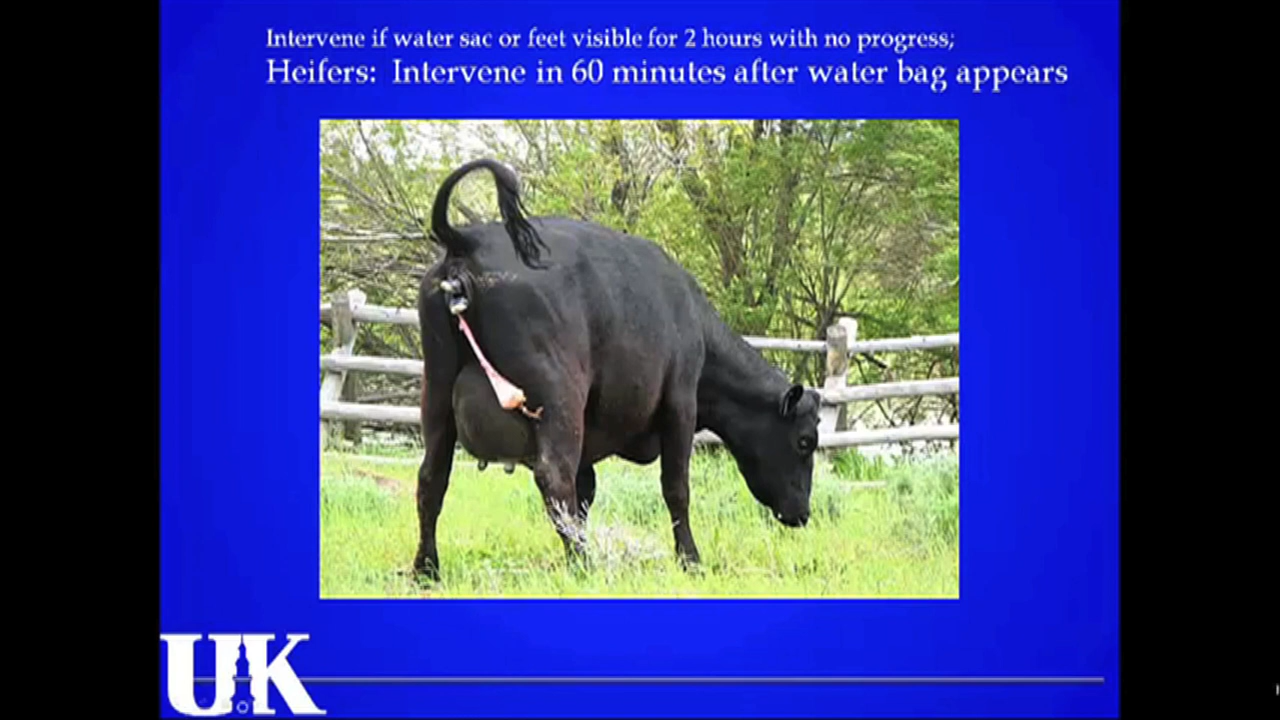 Intervene if water sac or feet visible for 2 hours with no progress;
Heifers: Intervene in 60 minutes after water bag appears
UK